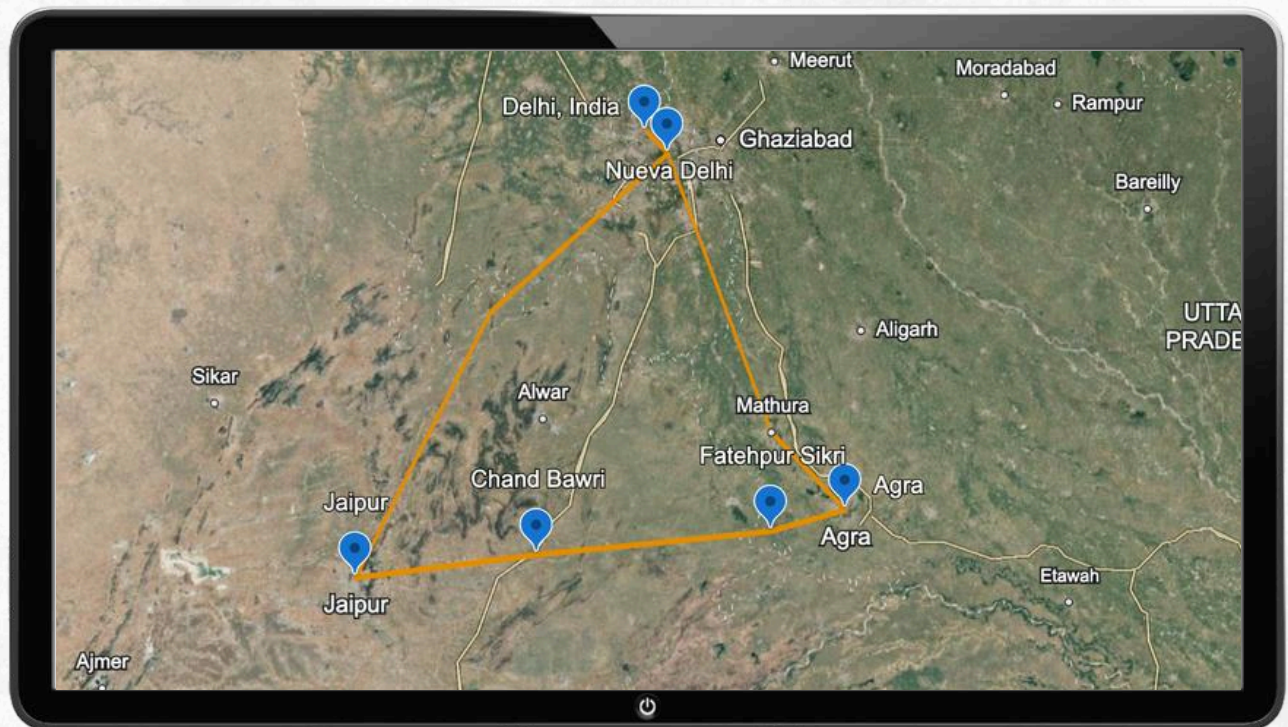 Meerut
Moradabad
Delhi, India
Rampur
Ghaziabad
Nueva Delhi
Bareilly
UTTA
PRADE
Aligarh
Sikar
Alwar
Mathura
Fatehpur Sikri
Chand Bawri
Agra
Jaipur
Agra
Etawah
Jaipur
Ajmer